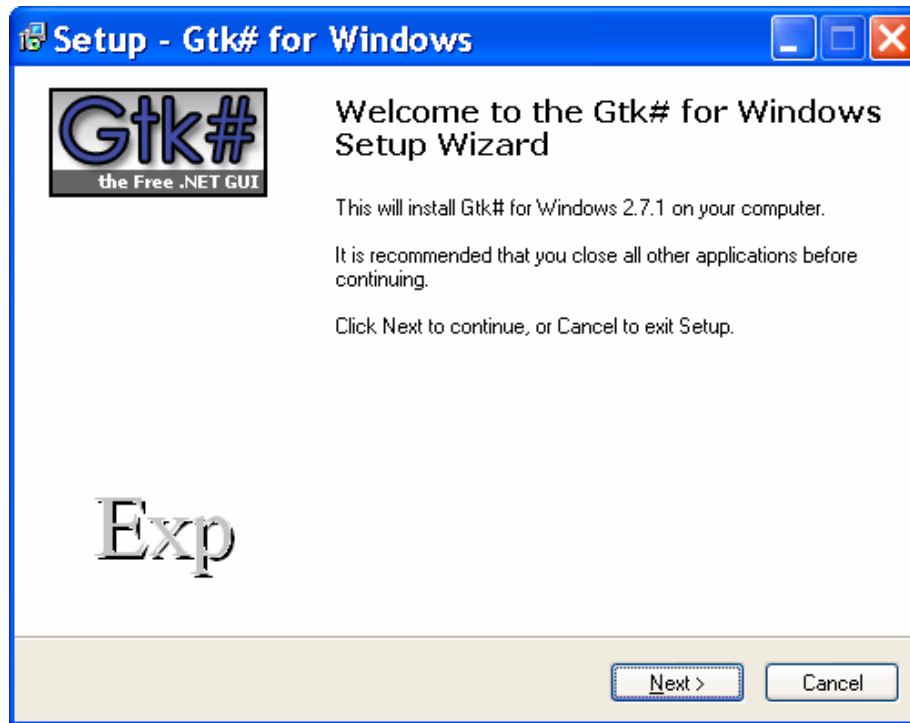 Setup - Gtk# for Windows
Gtk#
the Free .NET GUI
Welcome to the Gtk# for Windows
Setup Wizard
This will install Gtk# for Windows 2.7.1 on your computer.
It is recommended that you close all other applications before
continuing.
Click Next to continue, or Cancel to exit Setup.
Exp
Next >
Cancel